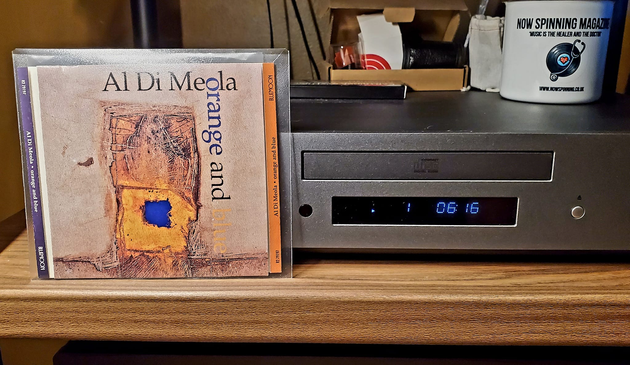 Al Di Meola
orange and blue
Al Di Meola • orange and blue
Al Di Meola • orange and blue
NOW SPINNING MAGAZINE
'MUSIC IS THE HEALER AND THE DOCTOR'
WWW.NOWSPINNING.CO.UK
1 06:16